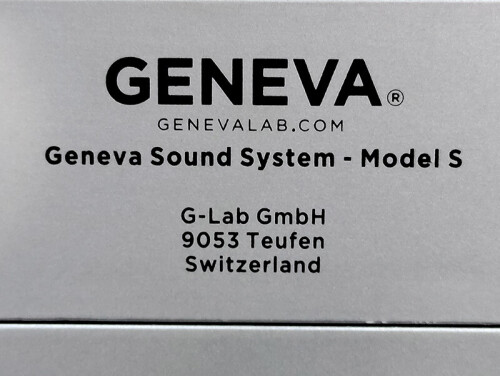 GENEVA®
GENEVALAB.COM
Geneva Sound System - Model S
G-Lab GmbH
9053 Teufen
Switzerland